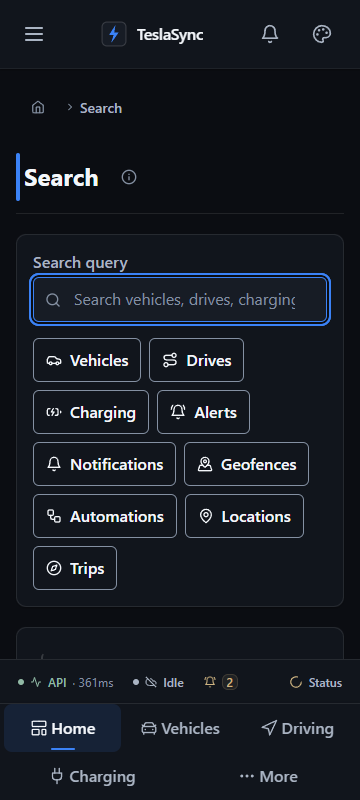 TeslaSync
Search
Search
Search query
Search vehicles, drives, charging
Vehicles
Drives
Charging
Alerts
Notifications
Geofences
Automations
Locations
Trips
API · 361ms
Idle
2
Status
Home
Vehicles
Driving
Charging
More